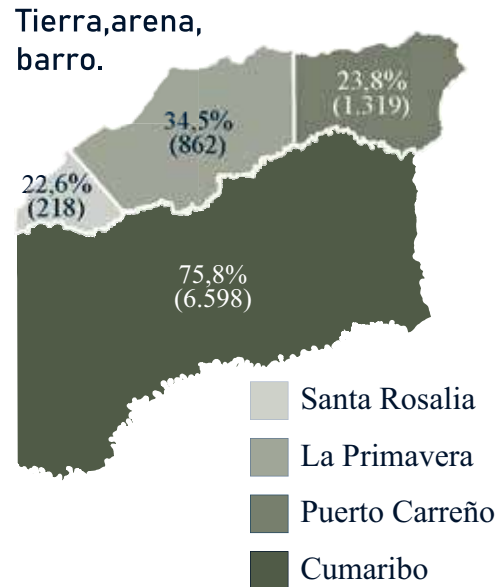 Tierra,arena,
barro.
23,8%
(1.319)
34,5%
(862)
22,6%
(218)
75,8%
(6.598)
Santa Rosalia
La Primavera
Puerto Carreño
Cumaribo